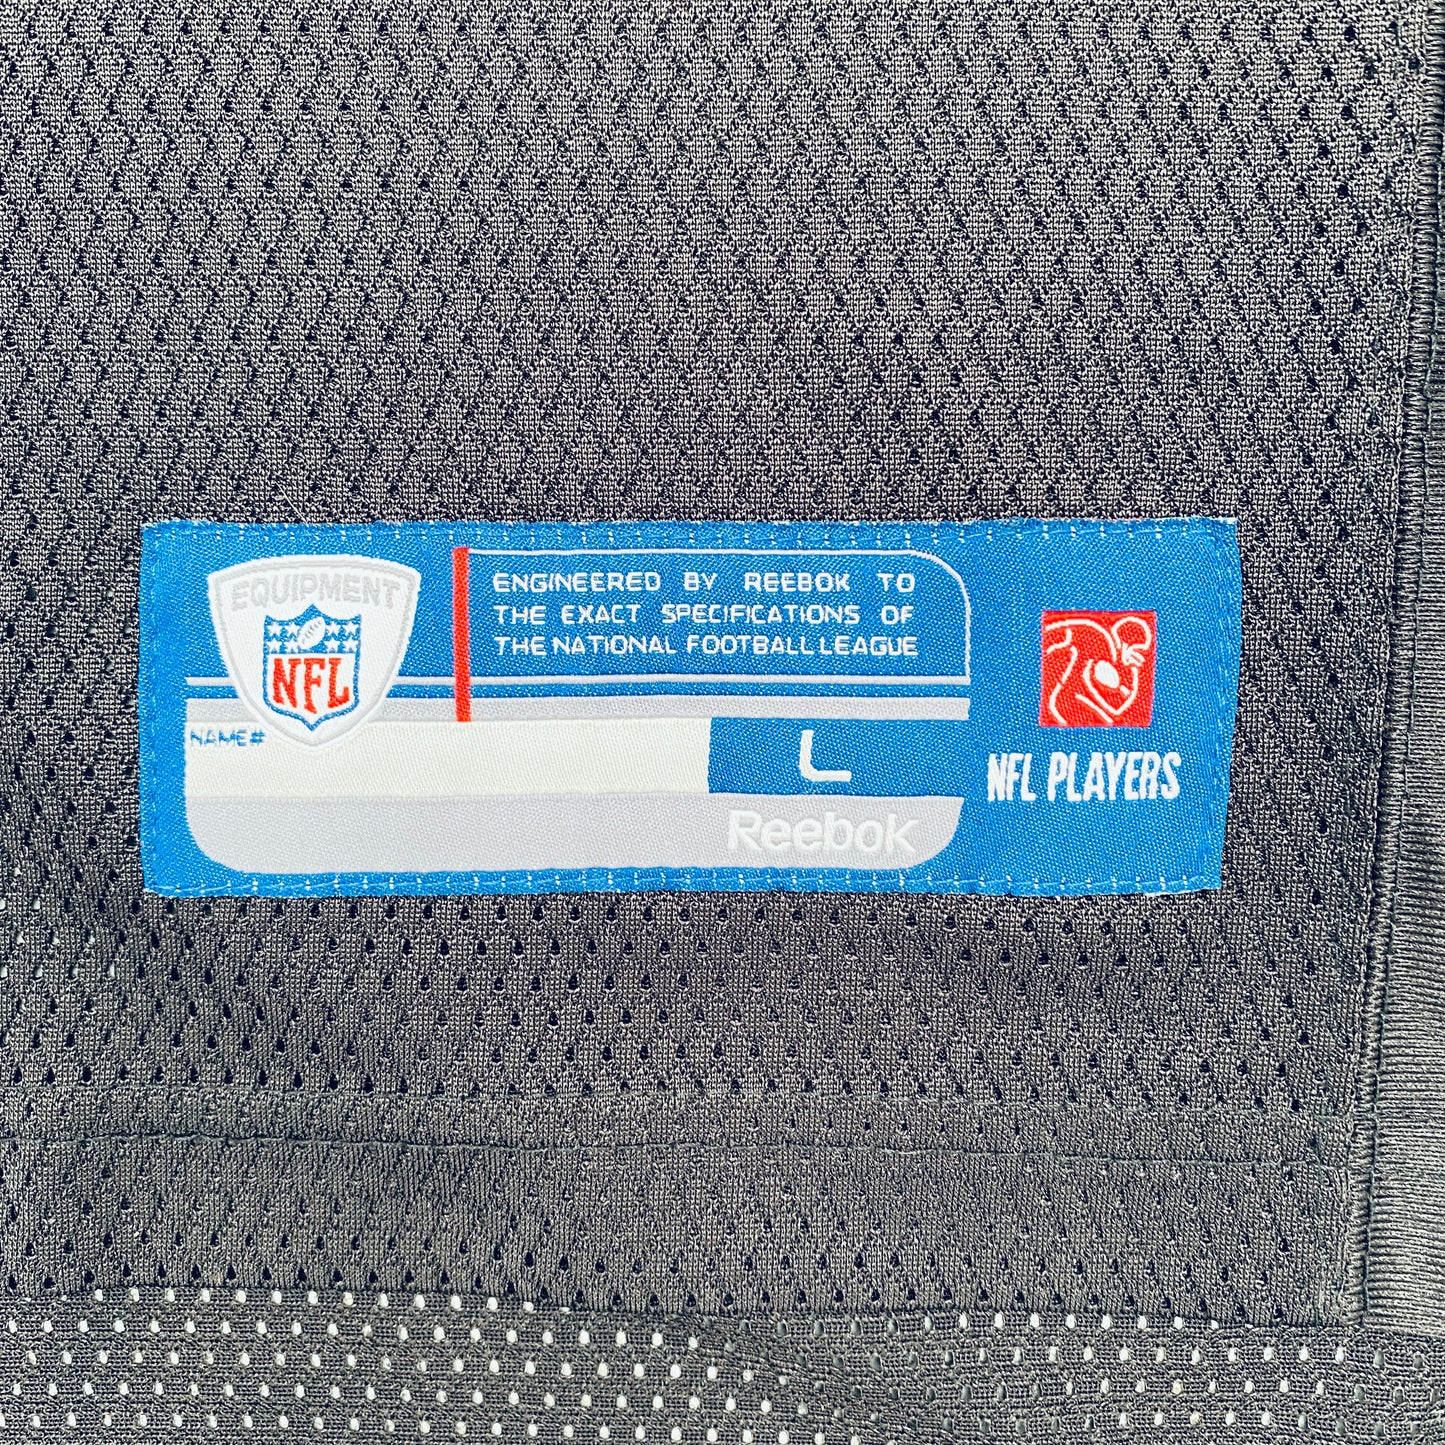 EQUIPMENT
NFL
ENGINEERED BY REEBOK TO
THE EXACT SPECIFICATIONS OF
THE NATIONAL FOOTBALL LEAGUE
NAME#
L
Reebok
NFL PLAYERS